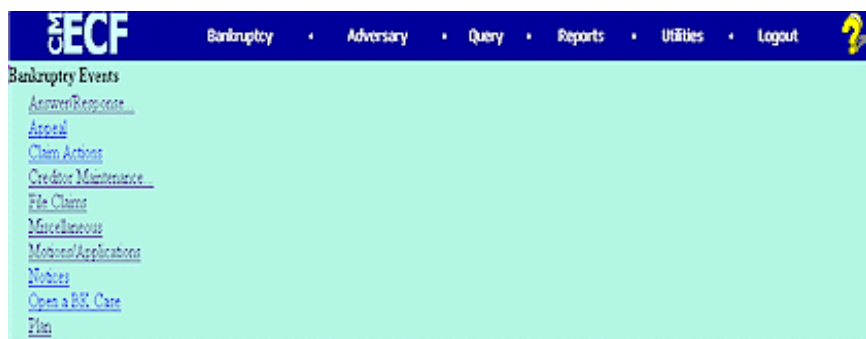 CM ECF Bankruptcy • Adversary • Query • Reports • Utilities • Logout ?
Bankruptcy Events
Answer/Response...
Appeal
Claim Actions
Creditor Maintenance...
File Claims
Miscellaneous
Motions/Applications
Notices
Open a BK Case
Plan